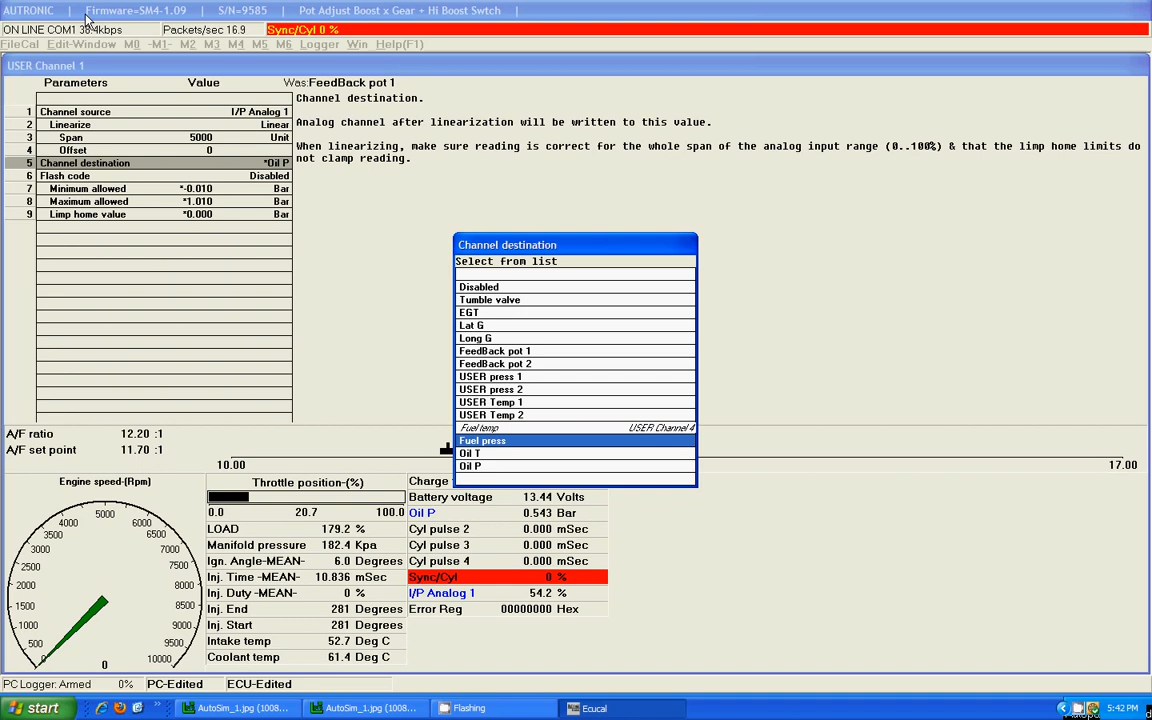 AUTRONIC | Firmware=SM4-1.09 | S/N=9585 | Pot Adjust Boost x Gear + Hi Boost Swtch |
ON LINE COM1 38.4kbps Packets/sec 16.9 Sync/Cyl 0 %
FileCal Edit-Window M0 -M1- M2 M3 M4 M5 M6 Logger Win Help(F1)
USER Channel 1
Parameters Value Was:FeedBack pot 1
Channel destination.
1 Channel source I/P Analog 1
2 Linearize Linear
3 Span 5000 Unit
4 Offset 0
5 Channel destination *Oil P
6 Flash code Disabled
7 Minimum allowed *-0.010 Bar
8 Maximum allowed *1.010 Bar
9 Limp home value *0.000 Bar
Analog channel after linearization will be written to this value.
When linearizing, make sure reading is correct for the whole span of the analog input range (0..100%) & that the limp home limits do
not clamp reading.
Channel destination
Select from list
Disabled
Tumble valve
EGT
Lat G
Long G
FeedBack pot 1
FeedBack pot 2
USER press 1
USER press 2
USER Temp 1
USER Temp 2
Fuel temp USER Channel 4
Fuel press
Oil T
Oil P
A/F ratio 12.20 :1
A/F set point 11.70 :1
10.00 17.00
Engine speed-(Rpm)
0
500
1000
1500
2000
2500
3000
3500
4000
4500
5000
5500
6000
6500
7000
7500
8000
8500
9000
9500
10000
0
Throttle position-(%)
0.0 20.7 100.0
LOAD 179.2 %
Manifold pressure 182.4 Kpa
Ign. Angle-MEAN- 6.0 Degrees
Inj. Time -MEAN- 10.836 mSec
Inj. Duty -MEAN- 0 %
Inj. End 281 Degrees
Inj. Start 281 Degrees
Intake temp 52.7 Deg C
Coolant temp 61.4 Deg C
Charge
Battery voltage 13.44 Volts
Oil P 0.543 Bar
Cyl pulse 2 0.000 mSec
Cyl pulse 3 0.000 mSec
Cyl pulse 4 0.000 mSec
Sync/Cyl 0 %
I/P Analog 1 54.2 %
Error Reg 00000000 Hex
PC Logger: Armed 0% PC-Edited ECU-Edited
start AutoSim_1.jpg (1008... AutoSim_1.jpg (1008... Flashing Ecucal 5:42 PM